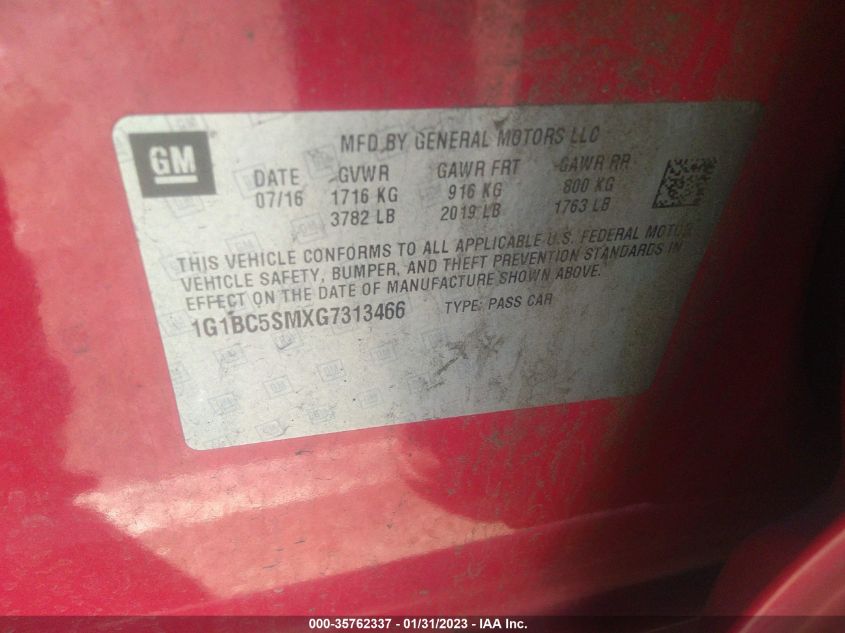 GM
MFD BY GENERAL MOTORS LLC
DATE GVWR GAWR FRT GAWR RR
07/16 1716 KG 916 KG 800 KG
3782 LB 2019 LB 1763 LB
THIS VEHICLE CONFORMS TO ALL APPLICABLE U.S. FEDERAL MOTOR
VEHICLE SAFETY, BUMPER, AND THEFT PREVENTION STANDARDS IN
EFFECT ON THE DATE OF MANUFACTURE SHOWN ABOVE.
1G1BC5SMXG7313466 TYPE: PASS CAR
000-35762337 - 01/31/2023 - IAA Inc.